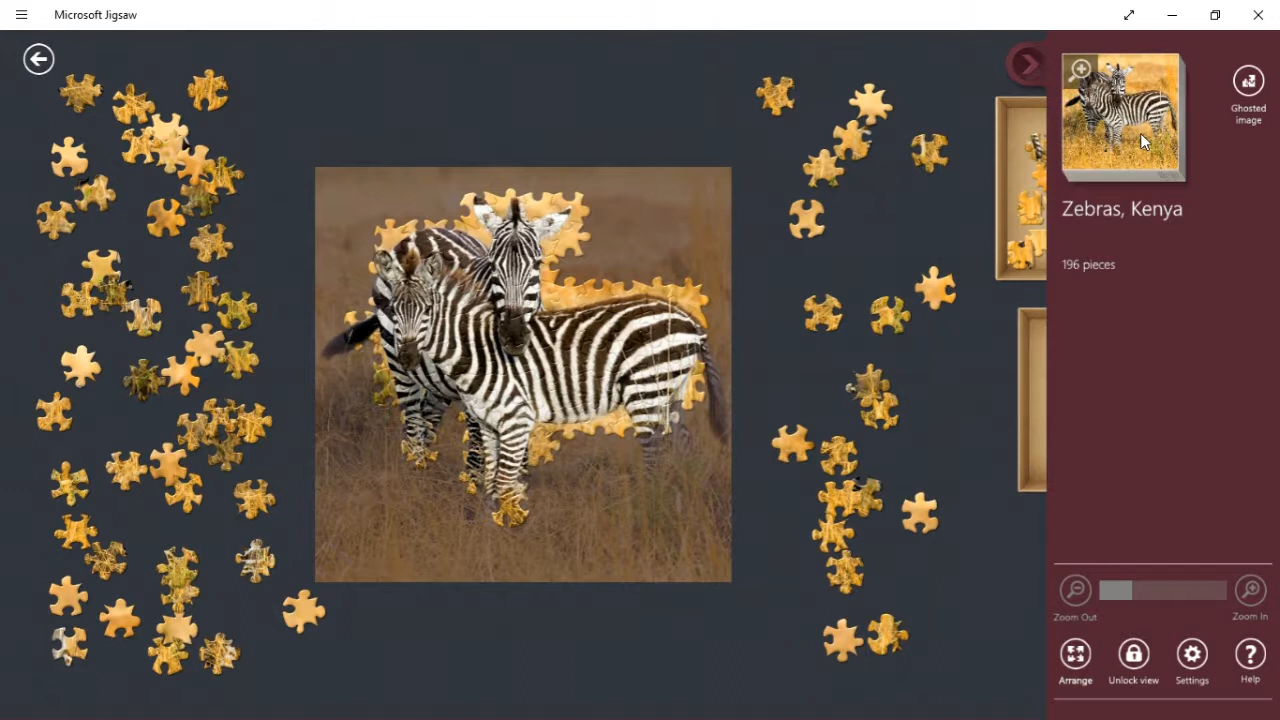 Microsoft Jigsaw
Ghosted
image
Zebras, Kenya
196 pieces
Zoom Out
Zoom In
Arrange
Unlock view
Settings
?
Help